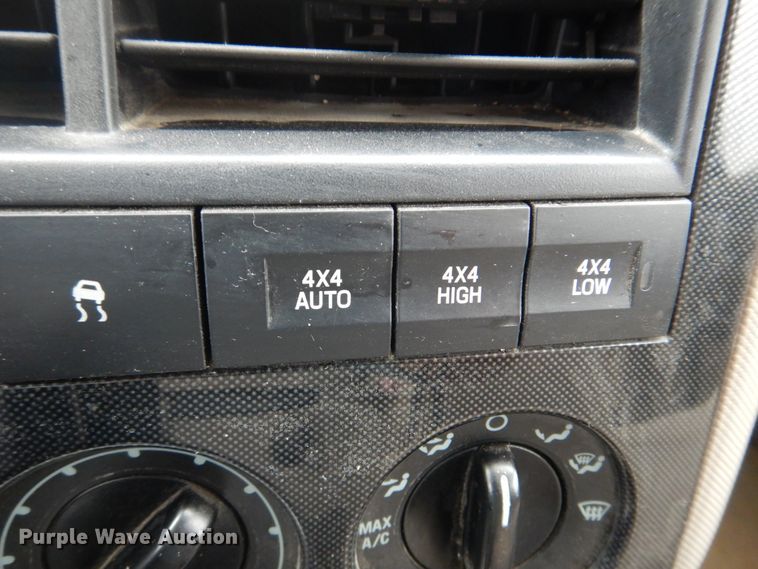 4X4
AUTO
4X4
HIGH
4X4
LOW
MAX
A/C
Purple Wave Auction